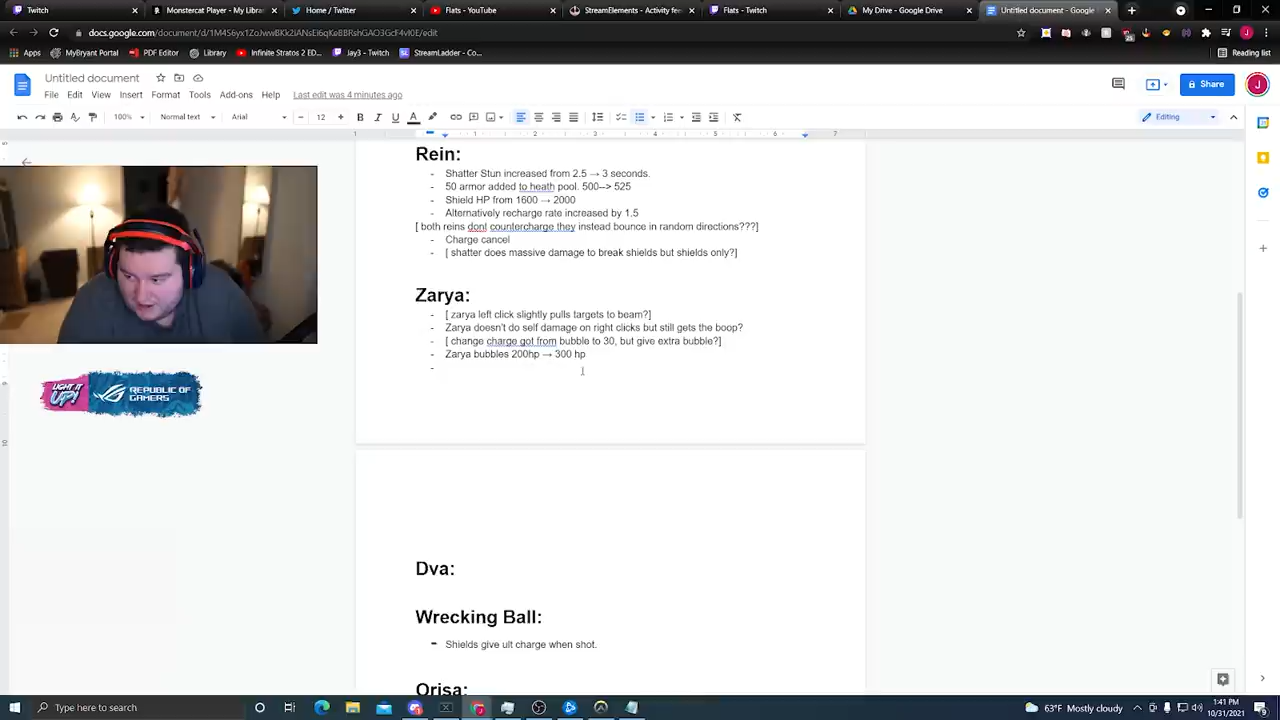 Twitch
Monstercat Player - My Libra
Home / Twitter
Flats - YouTube
StreamElements - Activity fee
Flats - Twitch
My Drive - Google Drive
Undocument - Google Docs
Apps
MyBryant Portal
PDF Editor
Library
Infinite Stratos 2 ED...
Jay3 - Twitch
StreamLadder - Co...
Reading list
Untitled document
File Edit View Insert Format Tools Add-ons Help Last edit was 4 minutes ago
Share
100% Normal text Arial 12 Editing
Rein:
- Shatter Stun increased from 2.5 → 3 seconds.
- 50 armor added to heath pool. 500--> 525
- Shield HP from 1600 → 2000
- Alternatively recharge rate increased by 1.5
[ both reins dont countercharge they instead bounce in random directions???]
- Charge cancel
- [ shatter does massive damage to break shields but shields only?]
Zarya:
- [ zarya left click slightly pulls targets to beam?]
- Zarya doesn't do self damage on right clicks but still gets the boop?
- [ change charge got from bubble to 30, but give extra bubble?]
- Zarya bubbles 200hp → 300 hp
-
LIGHT IT UP!
REPUBLIC OF GAMERS
Dva:
Wrecking Ball:
- Shields give ult charge when shot.
Orisa:
Type here to search
63°F Mostly cloudy
1:41 PM
10/31/2021